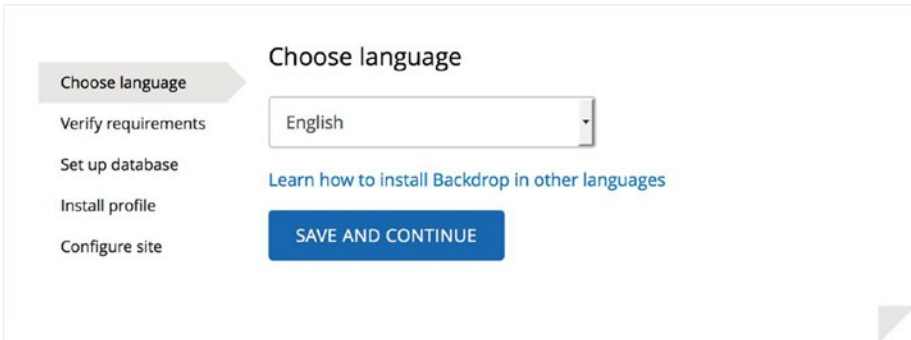 Choose language
Verify requirements
Set up database
Install profile
Configure site
Choose language
English
Learn how to install Backdrop in other languages
SAVE AND CONTINUE